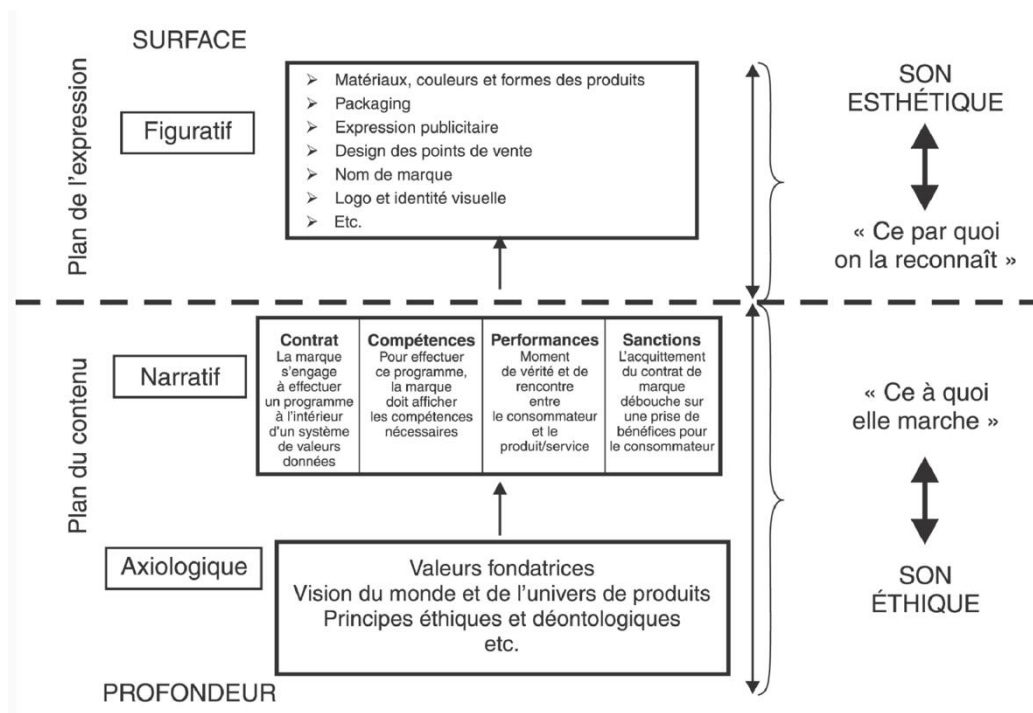 SURFACE
Plan de l'expression
Figuratif
➢ Matériaux, couleurs et formes des produits
➢ Packaging
➢ Expression publicitaire
➢ Design des points de vente
➢ Nom de marque
➢ Logo et identité visuelle
➢ Etc.
SON
ESTHÉTIQUE
« Ce par quoi
on la reconnaît »
Plan du contenu
Narratif
Contrat
La marque
s'engage
à effectuer
un programme
à l'intérieur
d'un système
de valeurs
données
Compétences
Pour effectuer
ce programme,
la marque
doit afficher
les compétences
nécessaires
Performances
Moment
de vérité et de
rencontre
entre
le consommateur
et le
produit/service
Sanctions
L'acquittement
du contrat de
marque
débouche sur
une prise de
bénéfices pour
le consommateur
« Ce à quoi
elle marche »
Axiologique
Valeurs fondatrices
Vision du monde et de l'univers de produits
Principes éthiques et déontologiques
etc.
SON
ÉTHIQUE
PROFONDEUR